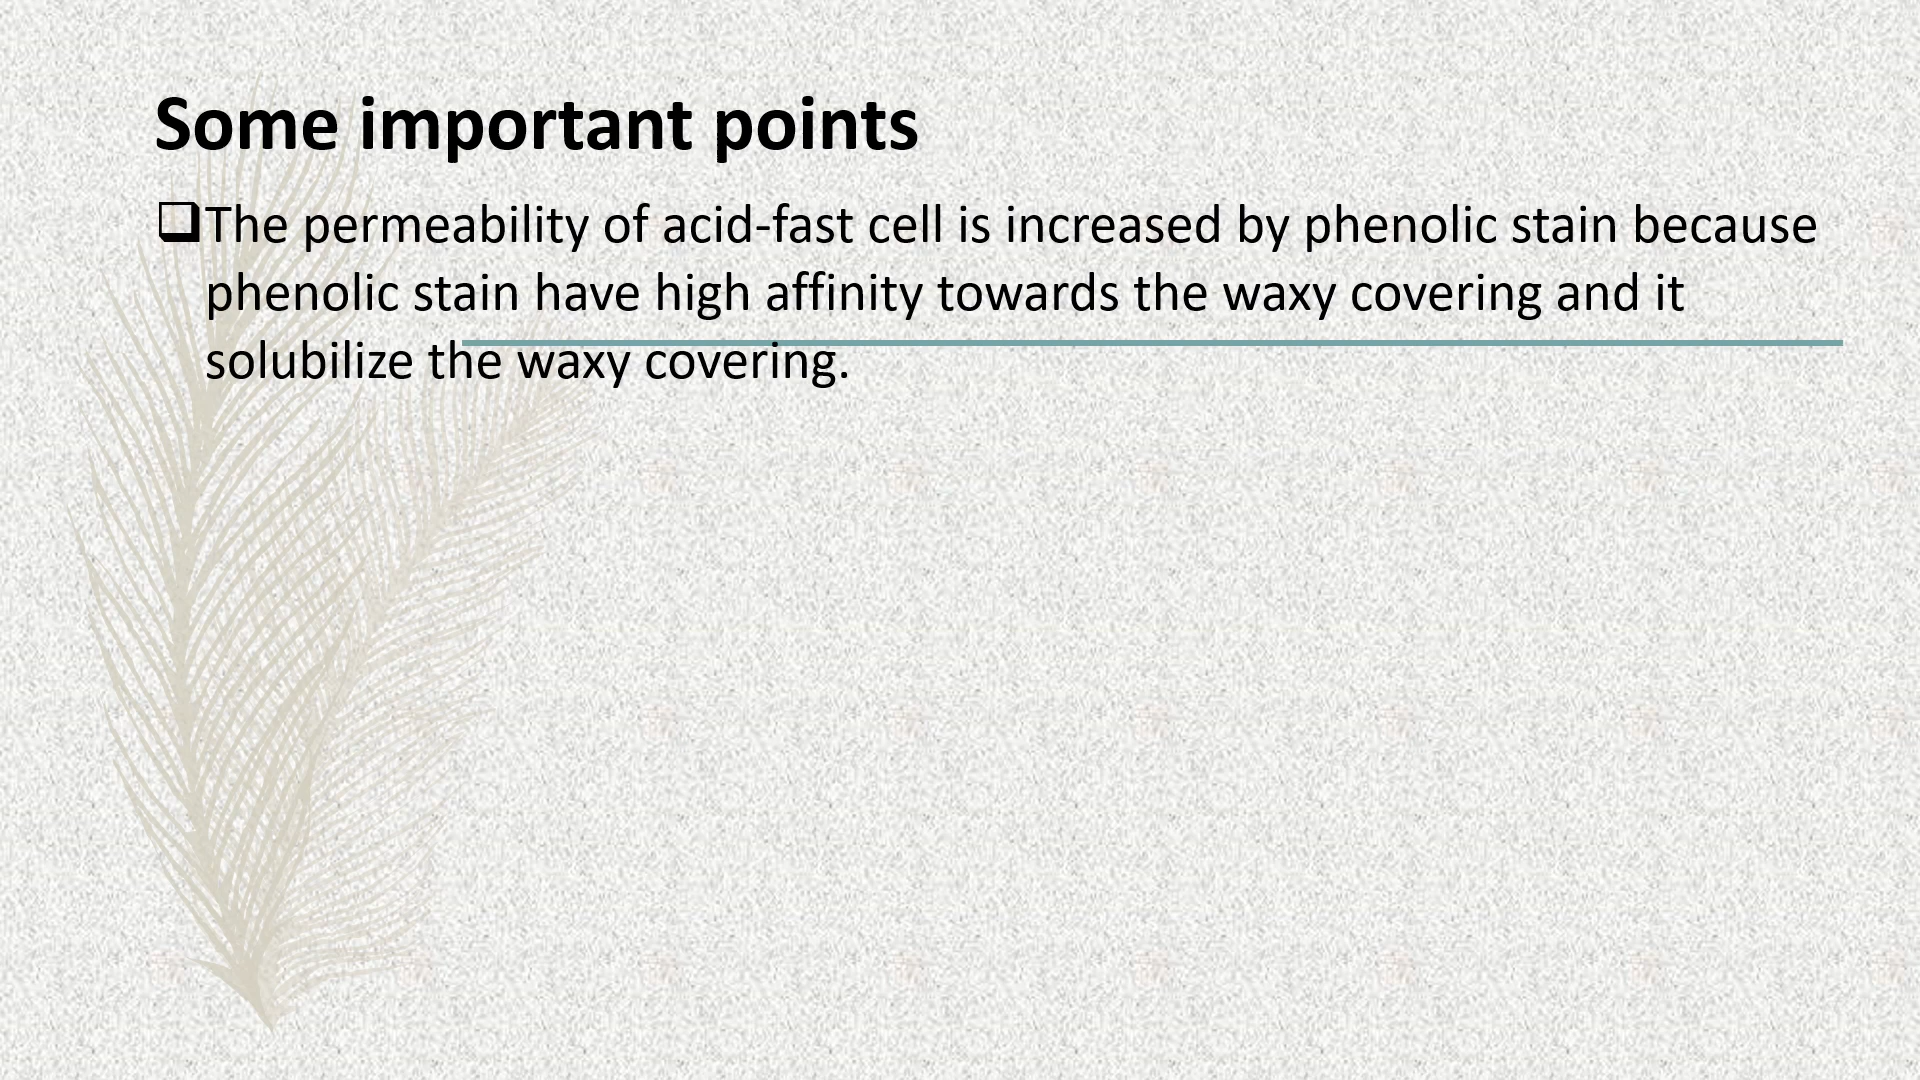 Some important points
❑The permeability of acid-fast cell is increased by phenolic stain because
phenolic stain have high affinity towards the waxy covering and it
solubilize the waxy covering.